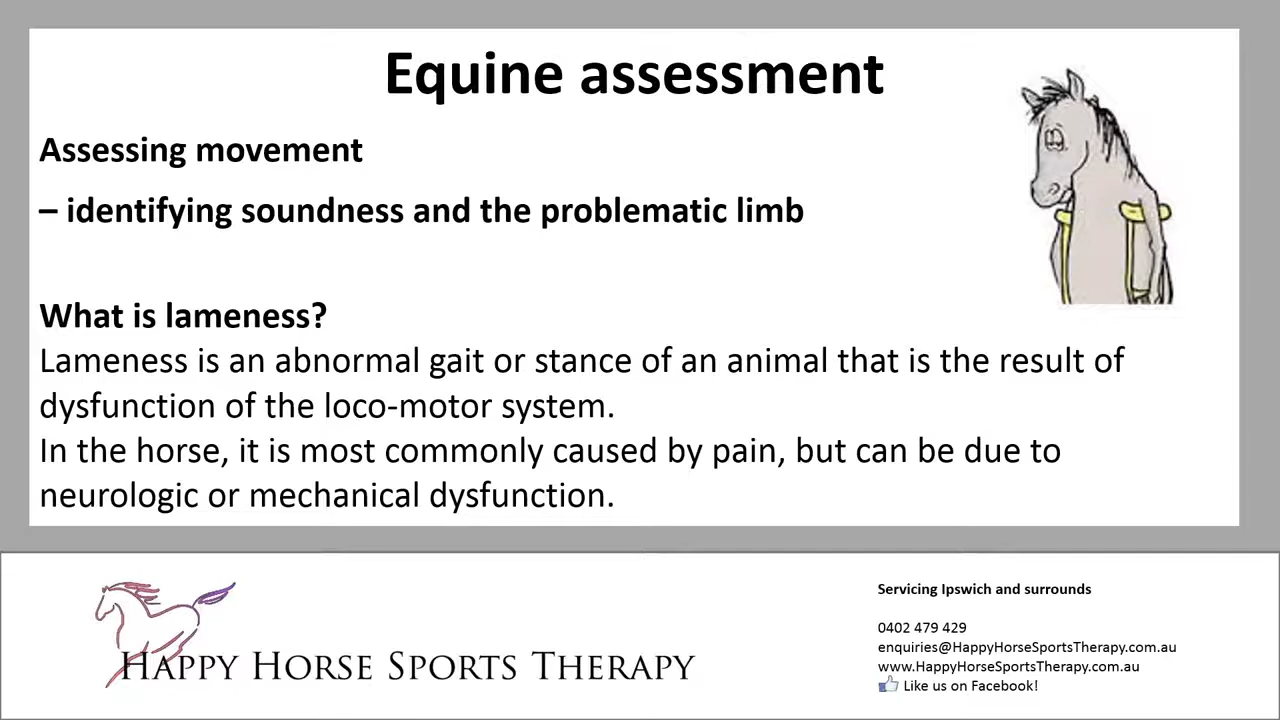 Equine assessment
Assessing movement
– identifying soundness and the problematic limb
What is lameness?
Lameness is an abnormal gait or stance of an animal that is the result of
dysfunction of the loco-motor system.
In the horse, it is most commonly caused by pain, but can be due to
neurologic or mechanical dysfunction.
HAPPY HORSE SPORTS THERAPY
Servicing Ipswich and surrounds
0402 479 429
enquiries@HappyHorseSportsTherapy.com.au
www.HappyHorseSportsTherapy.com.au
Like us on Facebook!